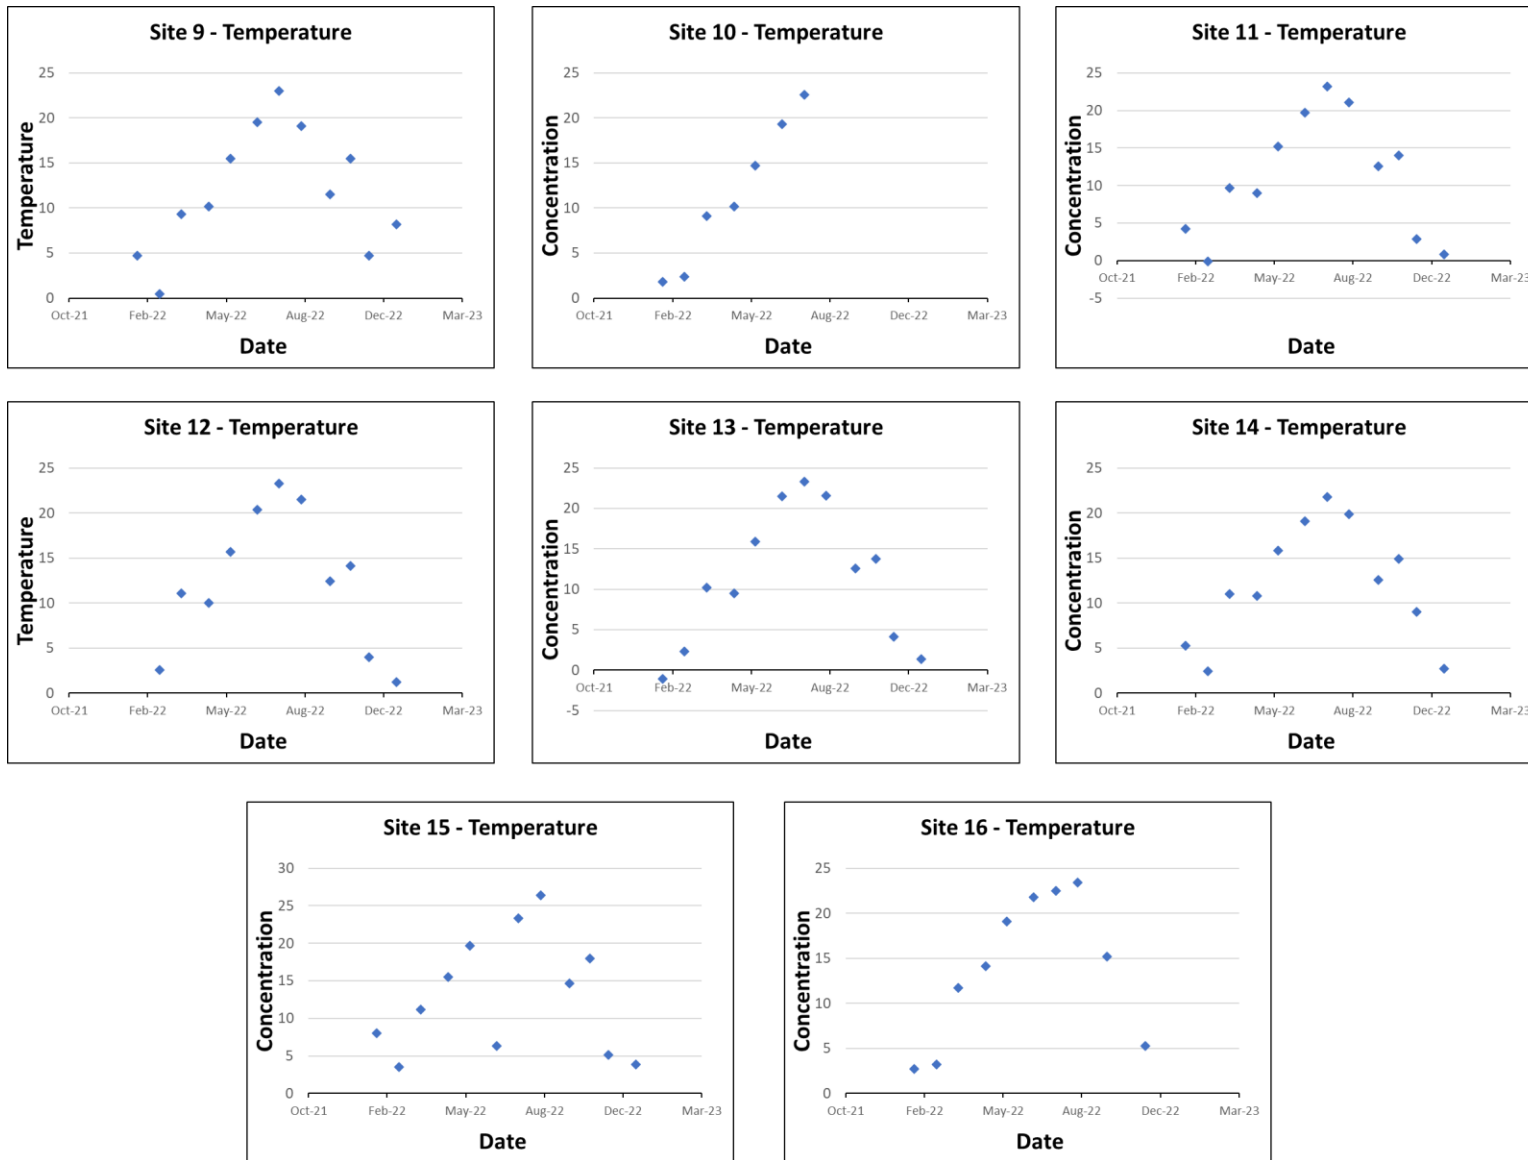 Site 9 - Temperature
25
20
15
10
5
0
Temperature
Oct-21 Feb-22 May-22 Aug-22 Dec-22 Mar-23
Date
Site 10 - Temperature
25
20
15
10
5
0
Concentration
Oct-21 Feb-22 May-22 Aug-22 Dec-22 Mar-23
Date
Site 11 - Temperature
25
20
15
10
5
0
-5
Concentration
Oct-21 Feb-22 May-22 Aug-22 Dec-22 Mar-23
Date
Site 12 - Temperature
25
20
15
10
5
0
Temperature
Oct-21 Feb-22 May-22 Aug-22 Dec-22 Mar-23
Date
Site 13 - Temperature
25
20
15
10
5
0
-5
Concentration
Oct-21 Feb-22 May-22 Aug-22 Dec-22 Mar-23
Date
Site 14 - Temperature
25
20
15
10
5
0
Concentration
Oct-21 Feb-22 May-22 Aug-22 Dec-22 Mar-23
Date
Site 15 - Temperature
30
25
20
15
10
5
0
Concentration
Oct-21 Feb-22 May-22 Aug-22 Dec-22 Mar-23
Date
Site 16 - Temperature
25
20
15
10
5
0
Concentration
Oct-21 Feb-22 May-22 Aug-22 Dec-22 Mar-23
Date